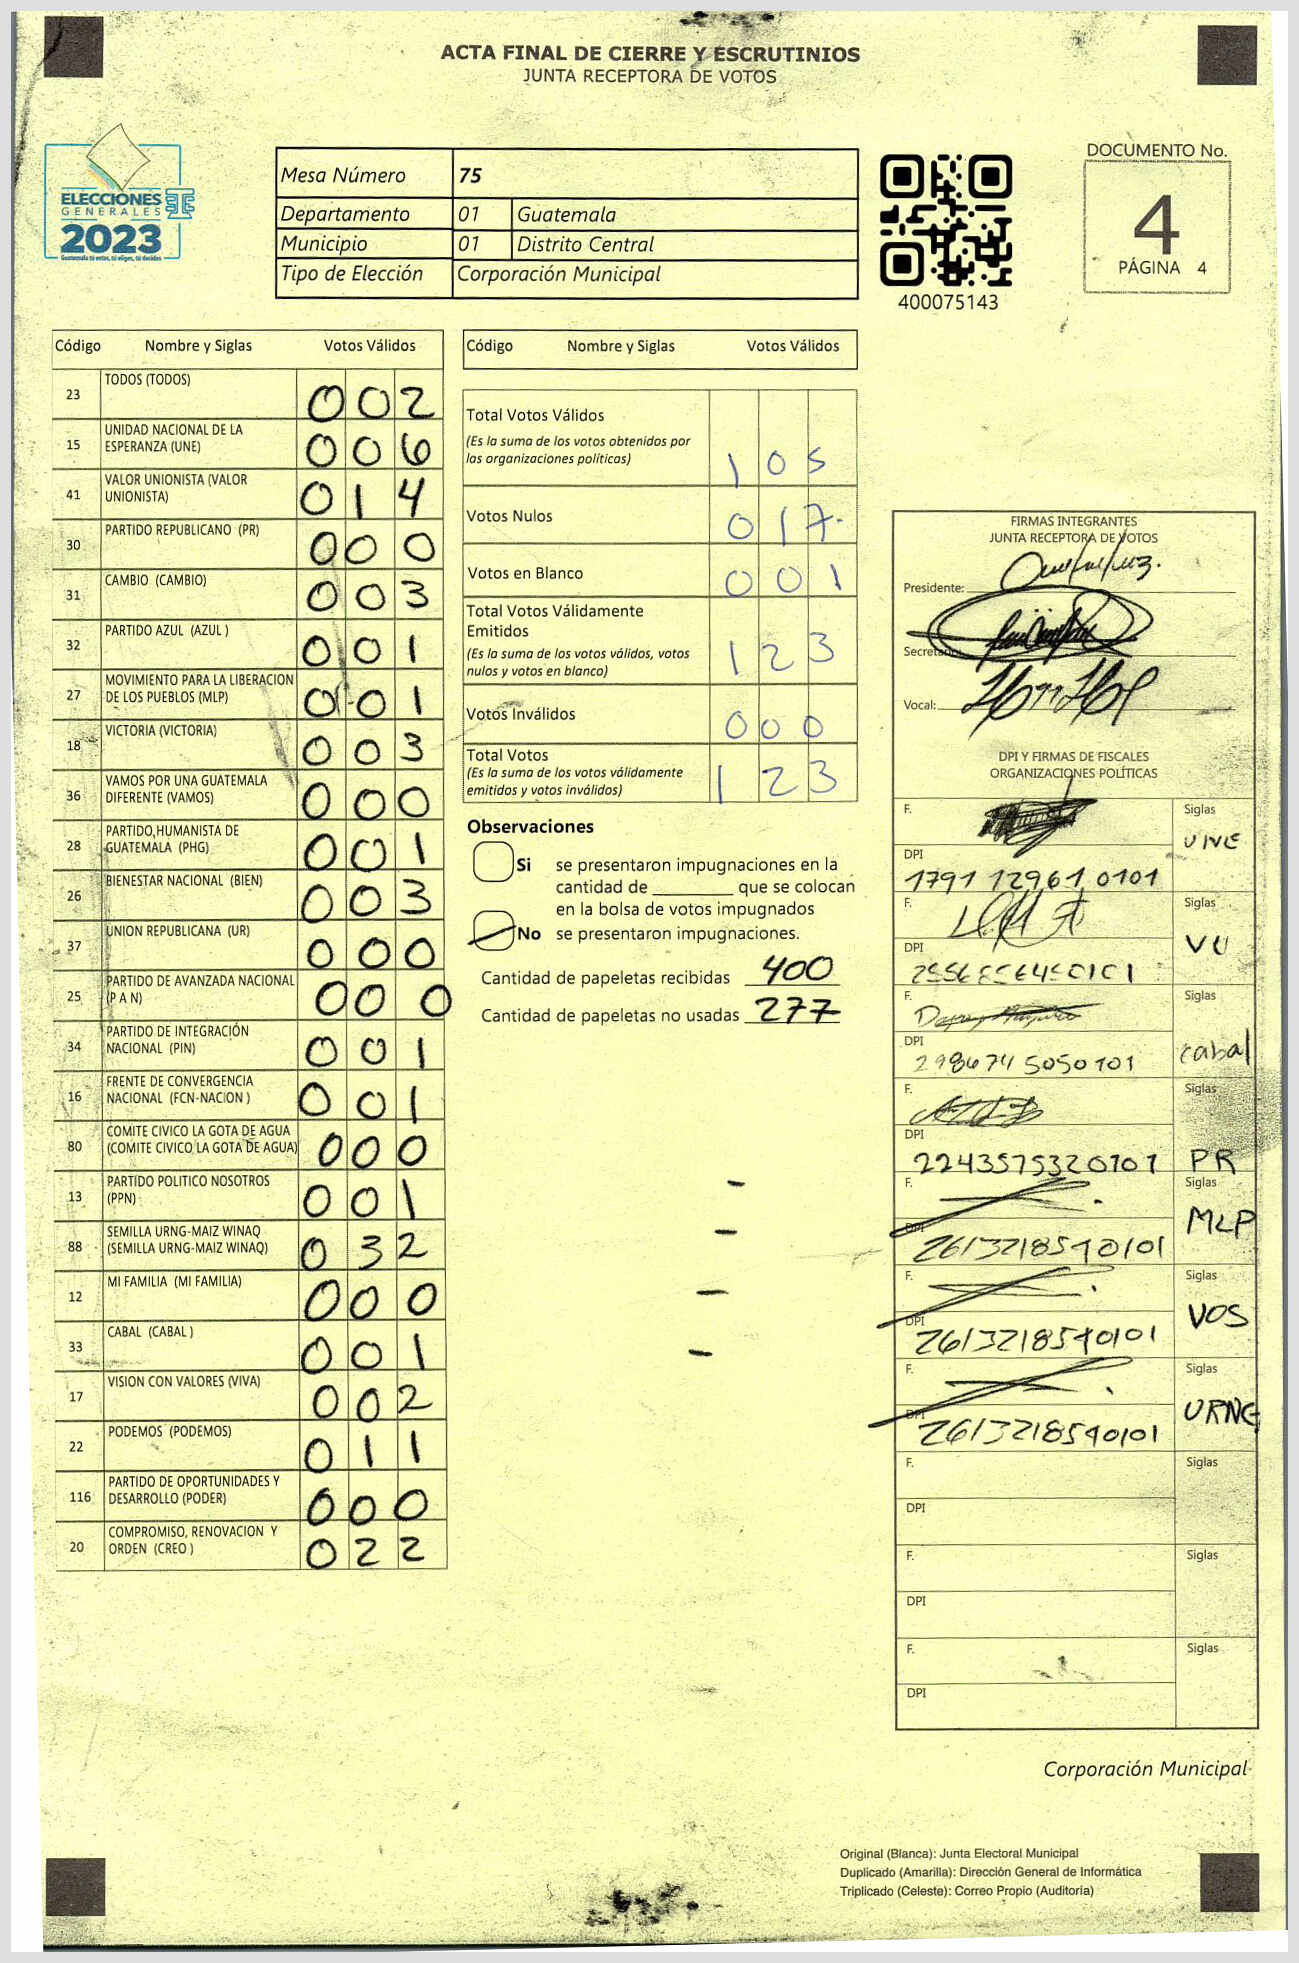 ACTA FINAL DE CIERRE Y ESCRUTINIOS
JUNTA RECEPTORA DE VOTOS
ELECCIONES
GENERALES
2023
Guatemala tú estas, tú eliges, tú decides
Mesa Número 75
Departamento 01 Guatemala
Municipio 01 Distrito Central
Tipo de Elección Corporación Municipal
400075143
DOCUMENTO No.
4
PÁGINA 4
Código Nombre y Siglas Votos Válidos
23 TODOS (TODOS) 002
15 UNIDAD NACIONAL DE LA
ESPERANZA (UNE) 006
41 VALOR UNIONISTA (VALOR
UNIONISTA) 014
30 PARTIDO REPUBLICANO (PR) 000
31 CAMBIO (CAMBIO) 003
32 PARTIDO AZUL (AZUL ) 001
27 MOVIMIENTO PARA LA LIBERACION
DE LOS PUEBLOS (MLP) 001
18 VICTORIA (VICTORIA) 003
36 VAMOS POR UNA GUATEMALA
DIFERENTE (VAMOS) 000
28 PARTIDO HUMANISTA DE
GUATEMALA (PHG) 001
26 BIENESTAR NACIONAL (BIEN) 003
37 UNION REPUBLICANA (UR) 000
25 PARTIDO DE AVANZADA NACIONAL
(P A N) 000
34 PARTIDO DE INTEGRACIÓN
NACIONAL (PIN) 001
16 FRENTE DE CONVERGENCIA
NACIONAL (FCN-NACION ) 001
80 COMITE CIVICO LA GOTA DE AGUA
(COMITE CIVICO LA GOTA DE AGUA) 000
13 PARTIDO POLITICO NOSOTROS
(PPN) 001
88 SEMILLA URNG-MAIZ WINAQ
(SEMILLA URNG-MAIZ WINAQ) 032
12 MI FAMILIA (MI FAMILIA) 000
33 CABAL (CABAL ) 001
17 VISION CON VALORES (VIVA) 002
22 PODEMOS (PODEMOS) 011
116 PARTIDO DE OPORTUNIDADES Y
DESARROLLO (PODER) 000
20 COMPROMISO, RENOVACION Y
ORDEN (CREO ) 022
Código Nombre y Siglas Votos Válidos
Total Votos Válidos
(Es la suma de los votos obtenidos por
las organizaciones políticas) 105
Votos Nulos 017
Votos en Blanco 001
Total Votos Válidamente
Emitidos
(Es la suma de los votos válidos, votos
nulos y votos en blanco) 123
Votos Inválidos 000
Total Votos
(Es la suma de los votos válidamente
emitidos y votos inválidos) 123
Observaciones
Si se presentaron impugnaciones en la
cantidad de ________ que se colocan
en la bolsa de votos impugnados
No se presentaron impugnaciones.
Cantidad de papeletas recibidas 400
Cantidad de papeletas no usadas 277
FIRMAS INTEGRANTES
JUNTA RECEPTORA DE VOTOS
Presidente:
Secretario:
Vocal:
DPI Y FIRMAS DE FISCALES
ORGANIZACIONES POLÍTICAS
F. Siglas
UNE
DPI
1791 12961 0101
F. Siglas
VU
DPI
F. Siglas
cabal
DPI
298674 5050101
F. Siglas
PR
DPI
2243575320101
F. Siglas
MLP
DPI
2613218590101
F. Siglas
VOS
DPI
2613218590101
F. Siglas
URNG
DPI
2613218590101
F. Siglas
DPI
F. Siglas
DPI
F. Siglas
DPI
Corporación Municipal
Original (Blanca): Junta Electoral Municipal
Duplicado (Amarilla): Dirección General de Informática
Triplicado (Celeste): Correo Propio (Auditoría)